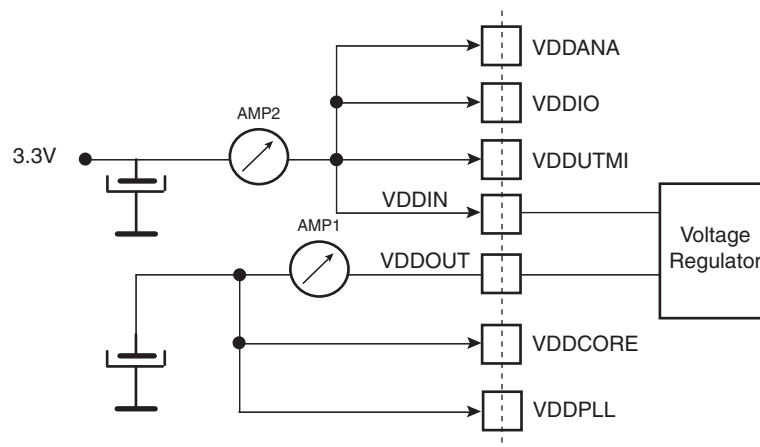 VDDANA
VDDIO
AMP2
3.3V
VDDUTMI
VDDIN
AMP1
Voltage
Regulator
VDDOUT
VDDCORE
VDDPLL